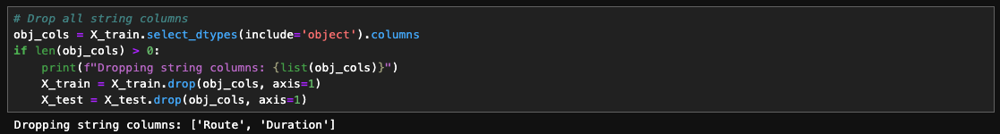 # Drop all string columns
obj_cols = X_train.select_dtypes(include='object').columns
if len(obj_cols) > 0:
    print(f"Dropping string columns: {list(obj_cols)}")
    X_train = X_train.drop(obj_cols, axis=1)
    X_test = X_test.drop(obj_cols, axis=1)
Dropping string columns: ['Route', 'Duration']